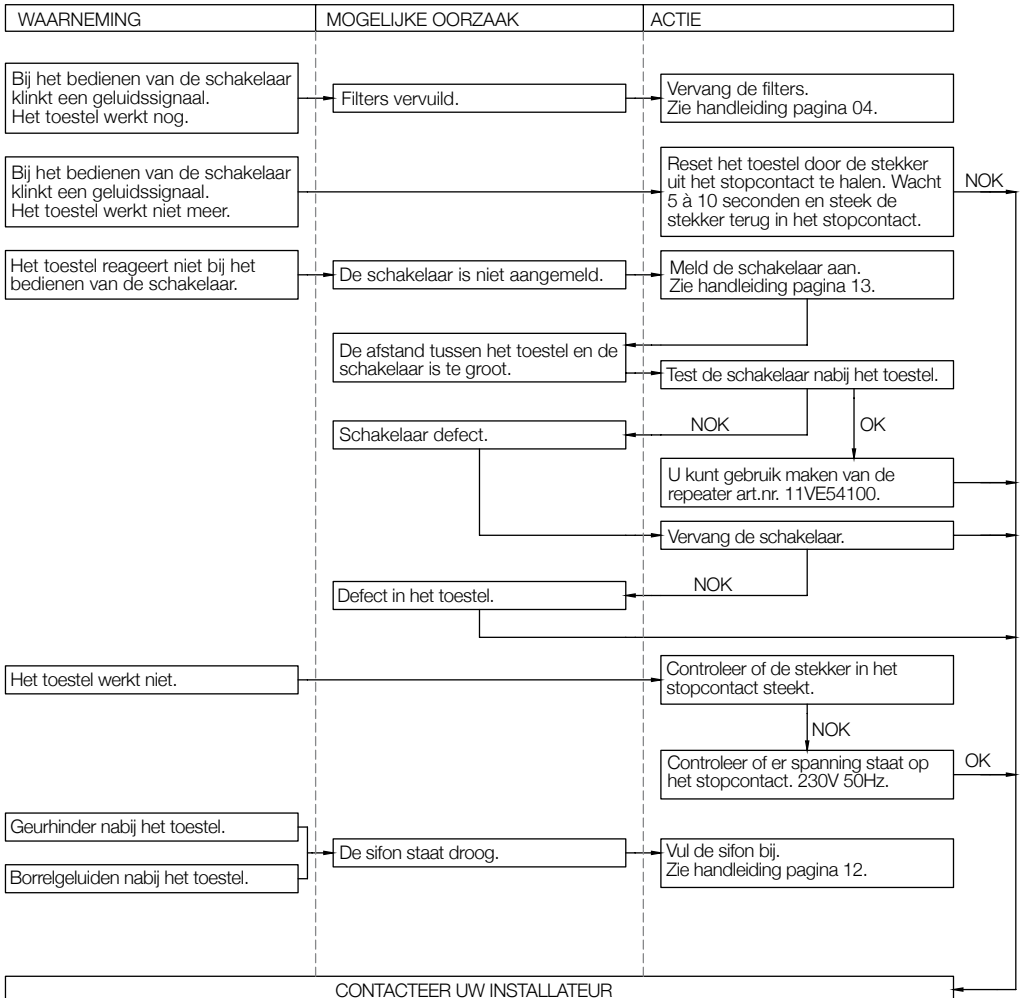 WAARNEMING
MOGELIJKE OORZAAK
ACTIE
Bij het bedienen van de schakelaar
klinkt een geluidssignaal.
Het toestel werkt nog.
Filters vervuild.
Vervang de filters.
Zie handleiding pagina 04.
Bij het bedienen van de schakelaar
klinkt een geluidssignaal.
Het toestel werkt niet meer.
Reset het toestel door de stekker
uit het stopcontact te halen. Wacht
5 à 10 seconden en steek de
stekker terug in het stopcontact.
NOK
Het toestel reageert niet bij het
bedienen van de schakelaar.
De schakelaar is niet aangemeld.
Meld de schakelaar aan.
Zie handleiding pagina 13.
De afstand tussen het toestel en de
schakelaar is te groot.
Test de schakelaar nabij het toestel.
NOK
OK
Schakelaar defect.
U kunt gebruik maken van de
repeater art.nr. 11VE54100.
Vervang de schakelaar.
NOK
Defect in het toestel.
Het toestel werkt niet.
Controleer of de stekker in het
stopcontact steekt.
NOK
Controleer of er spanning staat op
het stopcontact. 230V 50Hz.
OK
Geurhinder nabij het toestel.
Borrelgeluiden nabij het toestel.
De sifon staat droog.
Vul de sifon bij.
Zie handleiding pagina 12.
CONTACTEER UW INSTALLATEUR